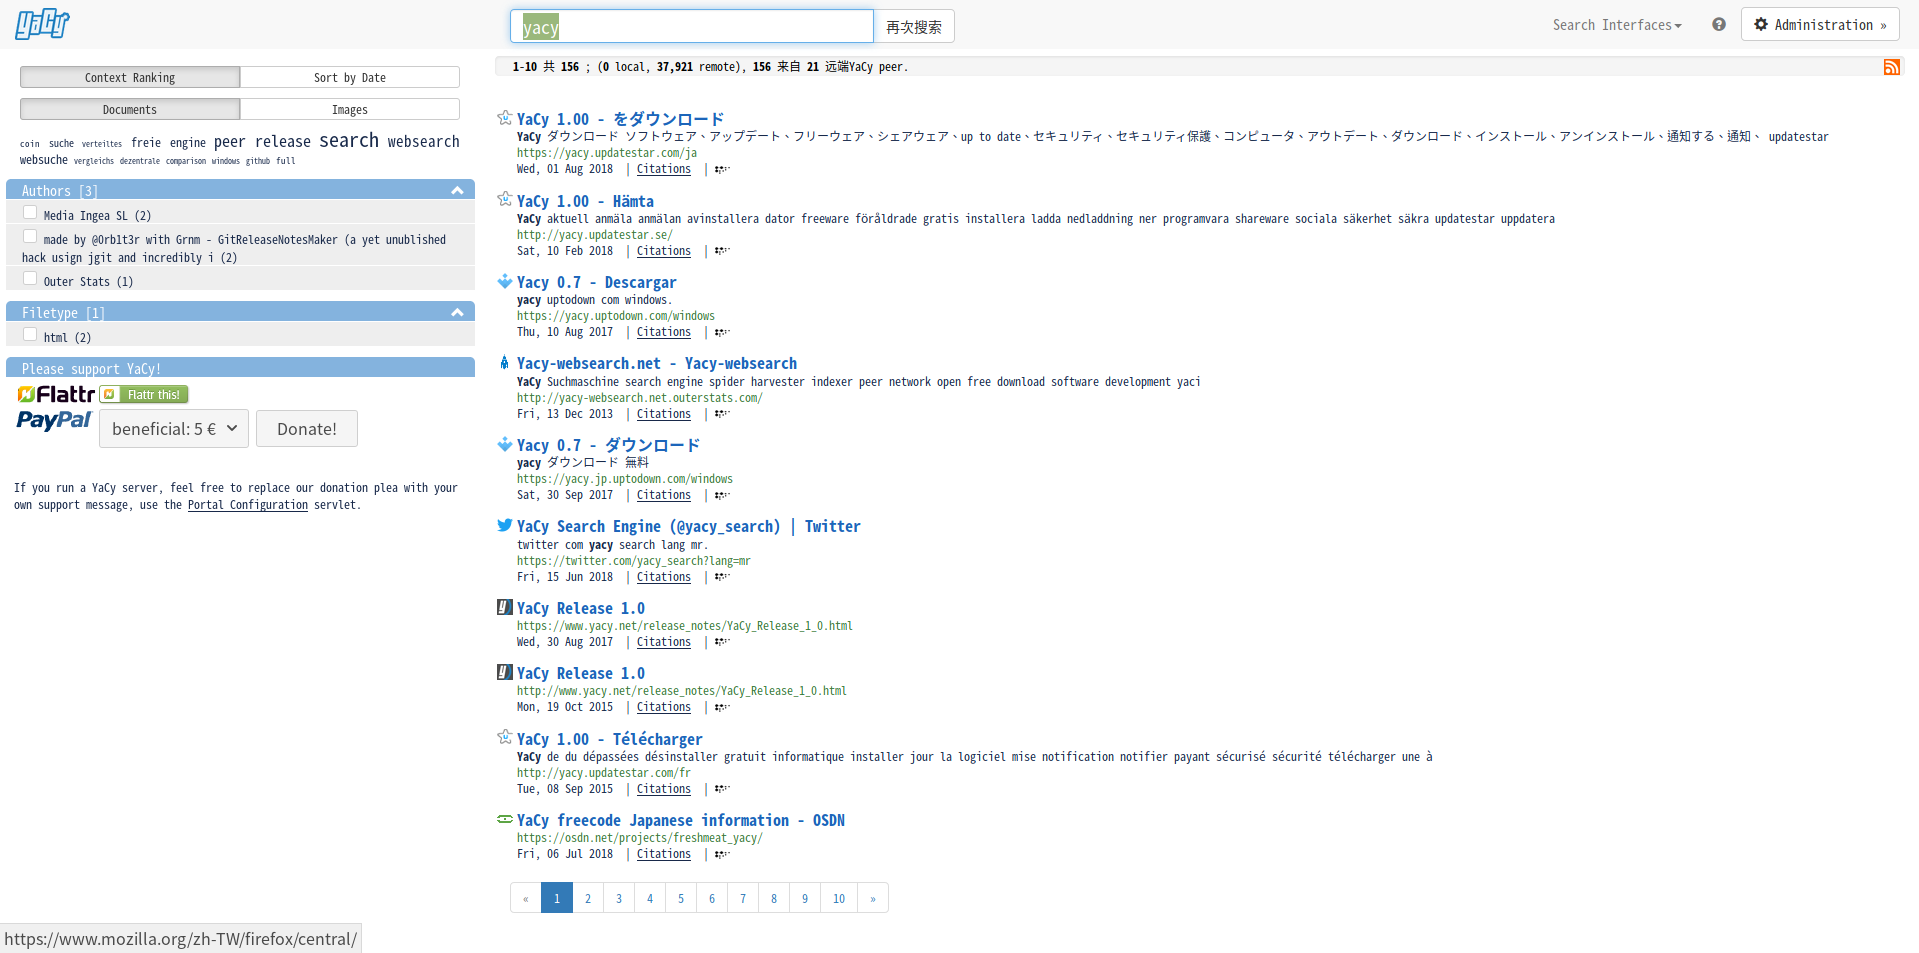 YaCy
yacy
再次搜索
Search Interfaces
Administration »
Context Ranking
Sort by Date
Documents
Images
coin suche verteiltes freie engine peer release search websearch
websuche vergleichs dezentrale comparison windows github full
Authors [3]
Media Ingea SL (2)
made by @Orb1t3r with Grnm - GitReleaseNotesMaker (a yet unublished
hack usign jgit and incredibly i (2)
Outer Stats (1)
Filetype [1]
html (2)
Please support YaCy!
Flattr Flattr this!
PayPal beneficial: 5 € Donate!
If you run a YaCy server, feel free to replace our donation plea with your
own support message, use the Portal Configuration servlet.
1-10 共 156 ; (0 local, 37,921 remote), 156 来自 21 远端YaCy peer.
YaCy 1.00 - をダウンロード
YaCy ダウンロード ソフトウェア、アップデート、フリーウェア、シェアウェア、up to date、セキュリティ、セキュリティ保護、コンピュータ、アウトデート、ダウンロード、インストール、アンインストール、通知する、通知、 updatestar
https://yacy.updatestar.com/ja
Wed, 01 Aug 2018 | Citations |
YaCy 1.00 - Hämta
YaCy aktuell anmäla anmälan avinstallera dator freeware föråldrade gratis installera ladda nedladdning ner programvara shareware sociala säkerhet säkra updatestar uppdatera
http://yacy.updatestar.se/
Sat, 10 Feb 2018 | Citations |
Yacy 0.7 - Descargar
yacy uptodown com windows.
https://yacy.uptodown.com/windows
Thu, 10 Aug 2017 | Citations |
Yacy-websearch.net - Yacy-websearch
YaCy Suchmaschine search engine spider harvester indexer peer network open free download software development yaci
http://yacy-websearch.net.outerstats.com/
Fri, 13 Dec 2013 | Citations |
Yacy 0.7 - ダウンロード
yacy ダウンロード 無料
https://yacy.jp.uptodown.com/windows
Sat, 30 Sep 2017 | Citations |
YaCy Search Engine (@yacy_search) | Twitter
twitter com yacy search lang mr.
https://twitter.com/yacy_search?lang=mr
Fri, 15 Jun 2018 | Citations |
YaCy Release 1.0
https://www.yacy.net/release_notes/YaCy_Release_1_0.html
Wed, 30 Aug 2017 | Citations |
YaCy Release 1.0
http://www.yacy.net/release_notes/YaCy_Release_1_0.html
Mon, 19 Oct 2015 | Citations |
YaCy 1.00 - Télécharger
YaCy de du dépassées désinstaller gratuit informatique installer jour la logiciel mise notification notifier payant sécurisé sécurité télécharger une à
http://yacy.updatestar.com/fr
Tue, 08 Sep 2015 | Citations |
YaCy freecode Japanese information - OSDN
https://osdn.net/projects/freshmeat_yacy/
Fri, 06 Jul 2018 | Citations |
« 1 2 3 4 5 6 7 8 9 10 »
https://www.mozilla.org/zh-TW/firefox/central/